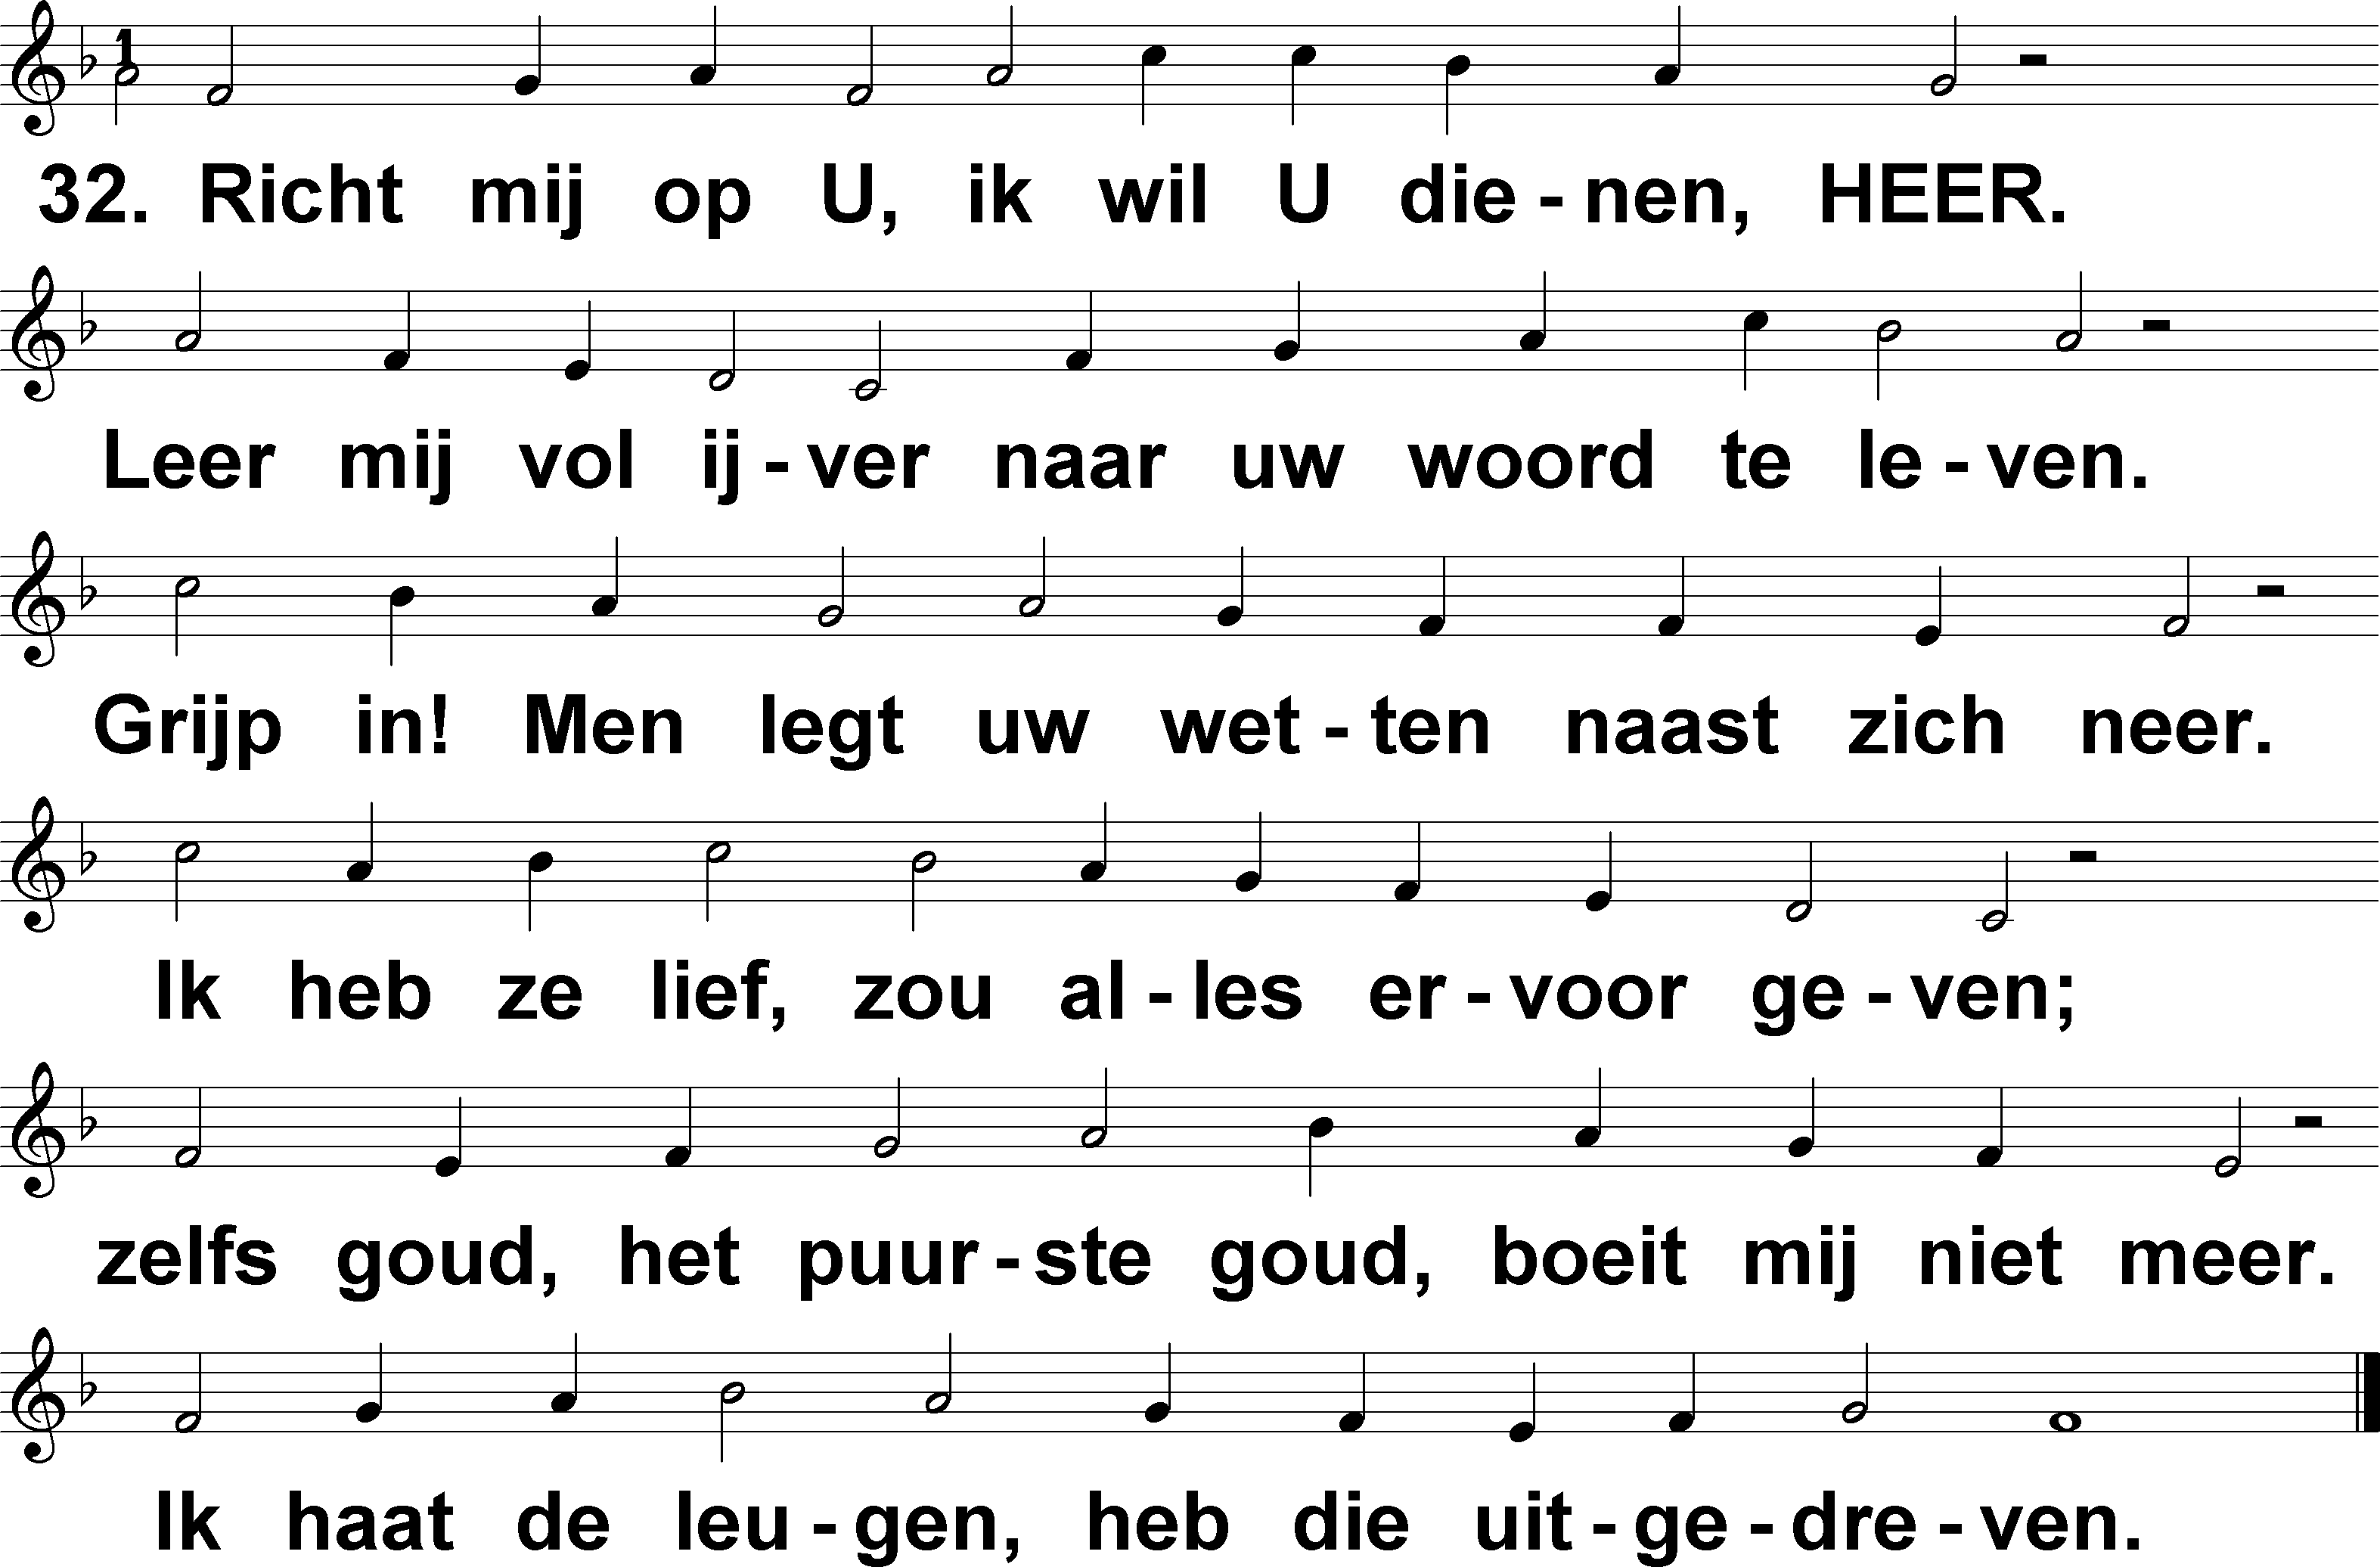 32. Richt mij op U, ik wil U die - nen, HEER.
Leer mij vol ij - ver naar uw woord te le - ven.
Grijp in! Men legt uw wet - ten naast zich neer.
Ik heb ze lief, zou al - les er - voor ge - ven;
zelfs goud, het puur - ste goud, boeit mij niet meer.
Ik haat de leu - gen, heb die uit - ge - dre - ven.